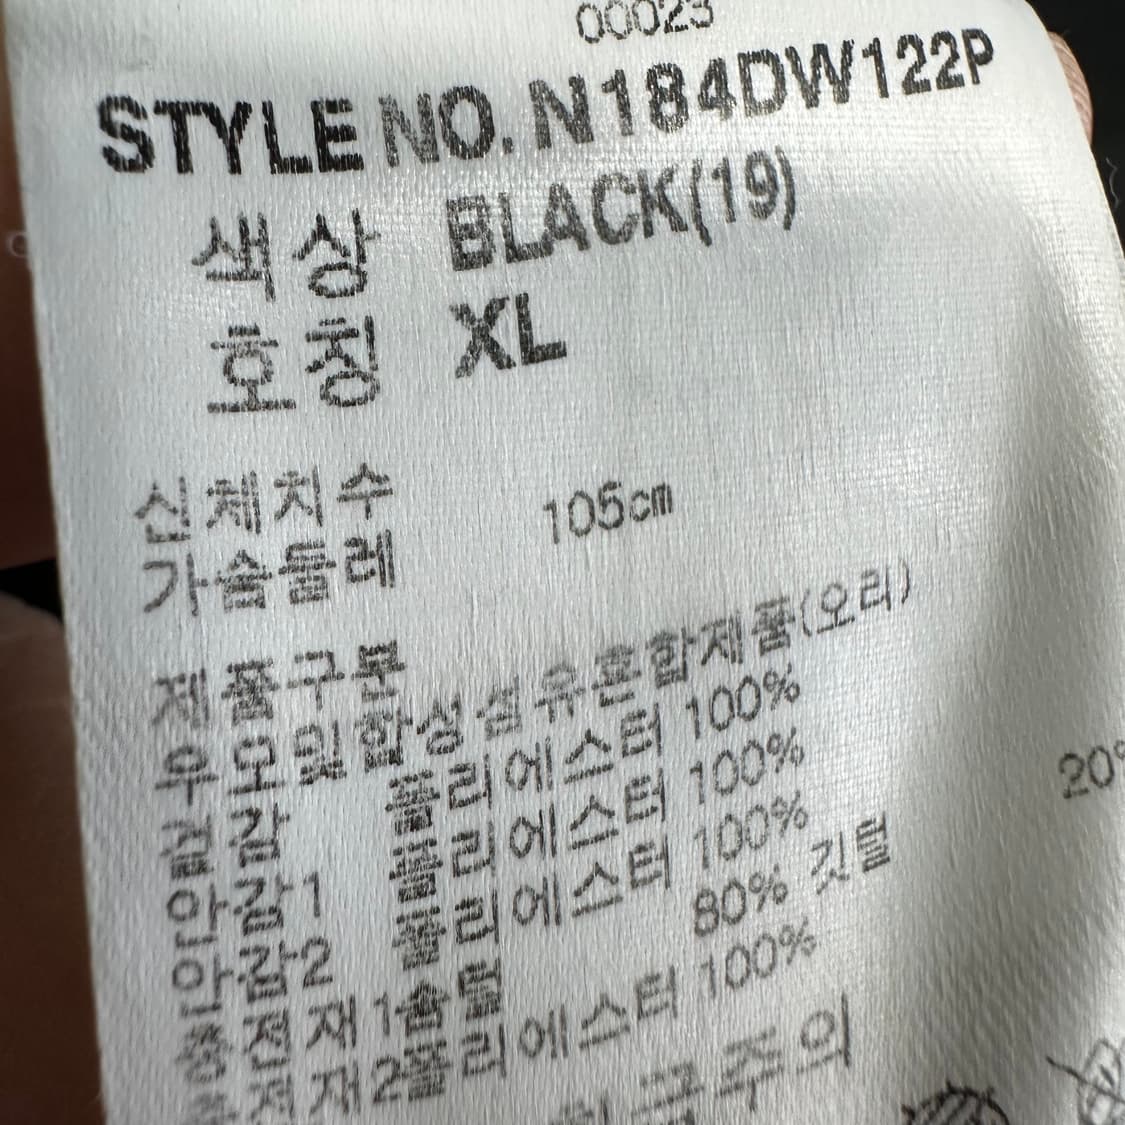 00023
STYLE NO. N184DW122P
색상 BLACK(19)
호칭 XL
신체치수
가슴둘레 105cm
제품구분
우모및합성섬유혼합제품(오리)
겉감 폴리에스터 100%
안감1 폴리에스터 100%
안감2 폴리에스터 100%
충전재1솜털 80% 깃털 20%
충전재2폴리에스터 100%
취급주의